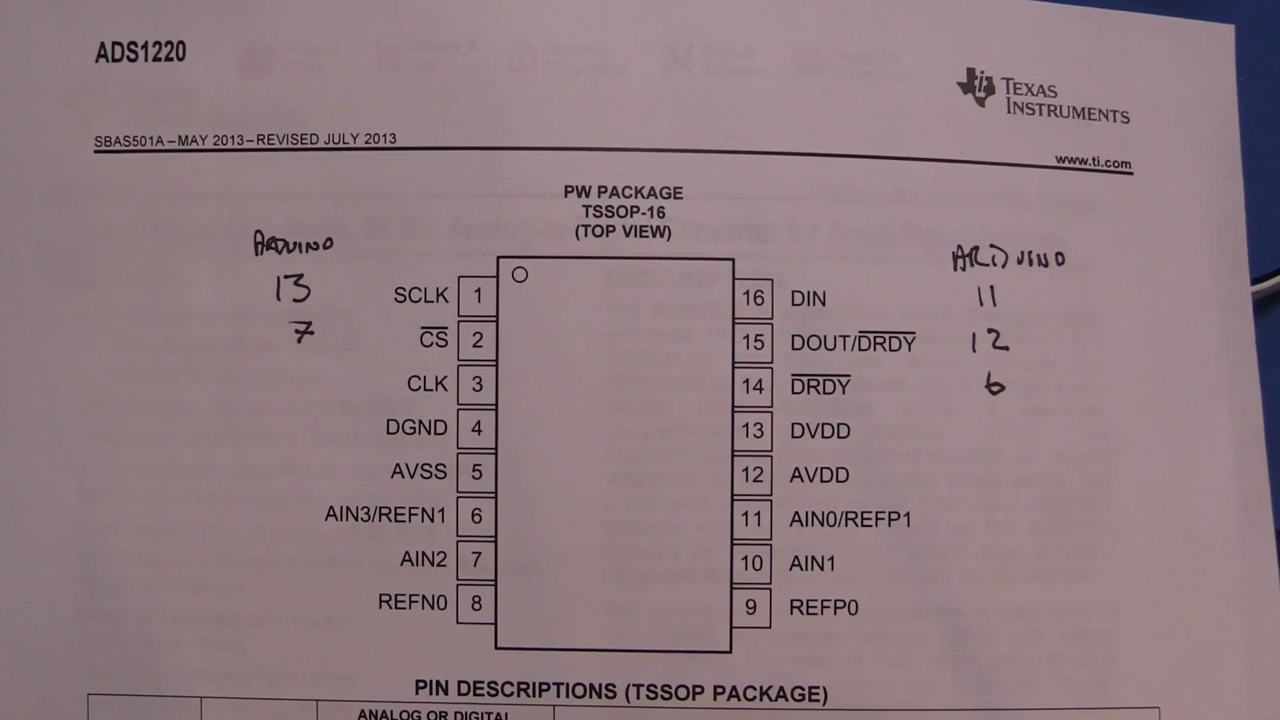 ADS1220
TEXAS
INSTRUMENTS
SBAS501A – MAY 2013 – REVISED JULY 2013
www.ti.com
PW PACKAGE
TSSOP-16
(TOP VIEW)
ARDUINO
ARDUINO
13 SCLK 1 16 DIN 11
7 CS 2 15 DOUT/DRDY 12
CLK 3 14 DRDY 6
DGND 4 13 DVDD
AVSS 5 12 AVDD
AIN3/REFN1 6 11 AIN0/REFP1
AIN2 7 10 AIN1
REFN0 8 9 REFP0
PIN DESCRIPTIONS (TSSOP PACKAGE)
ANALOG OR DIGITAL